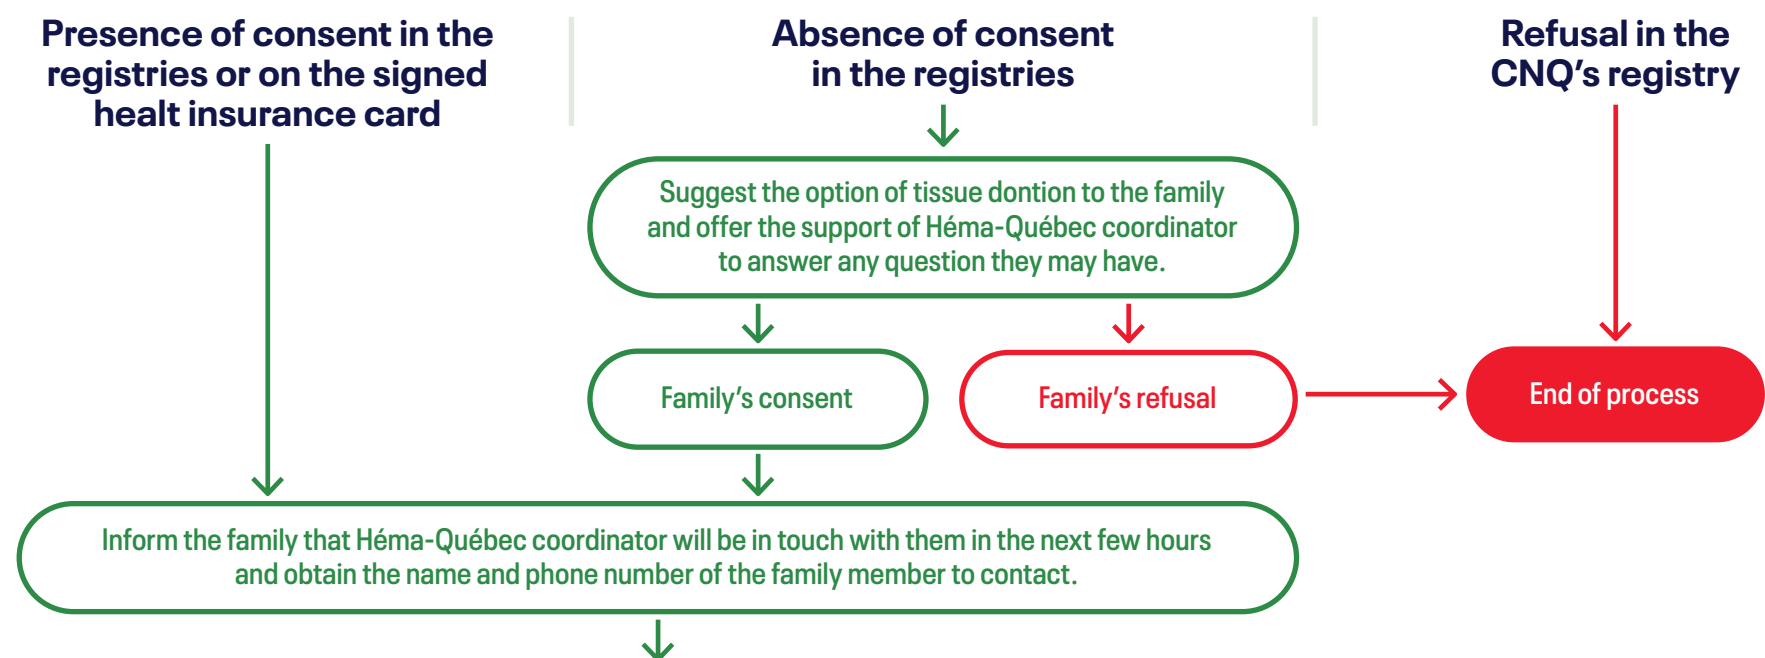 Presence of consent in the
registries or on the signed
healt insurance card
Absence of consent
in the registries
Refusal in the
CNQ's registry
Suggest the option of tissue dontion to the family
and offer the support of Héma-Québec coordinator
to answer any question they may have.
Family's consent
Family's refusal
End of process
Inform the family that Héma-Québec coordinator will be in touch with them in the next few hours
and obtain the name and phone number of the family member to contact.